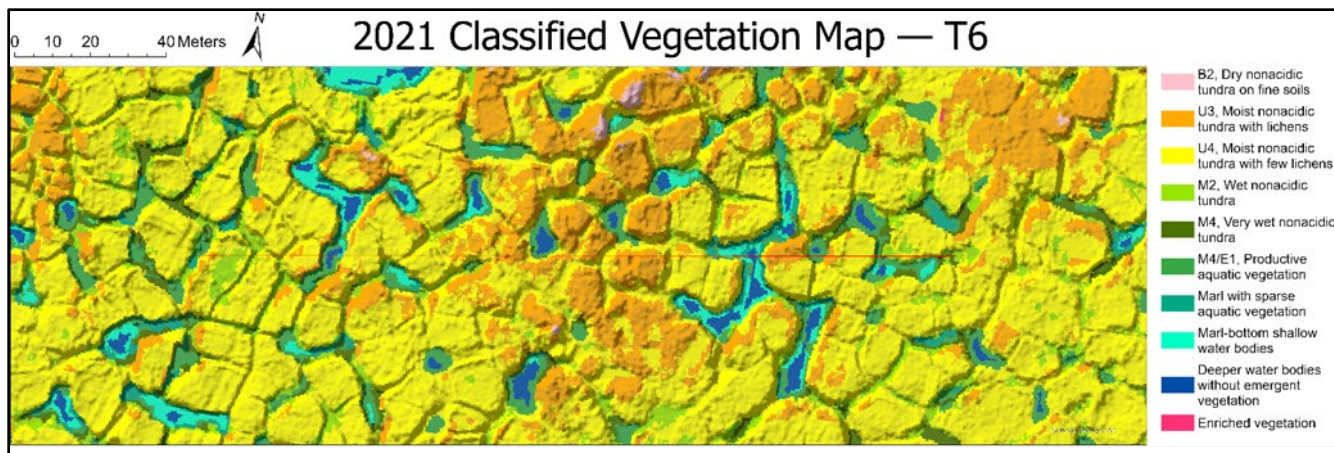 2021 Classified Vegetation Map — T6
N
0 10 20 40 Meters
B2, Dry nonacidic
tundra on fine soils
U3, Moist nonacidic
tundra with lichens
U4, Moist nonacidic
tundra with few lichens
M2, Wet nonacidic
tundra
M4, Very wet nonacidic
tundra
M4/E1, Productive
aquatic vegetation
Marl with sparse
aquatic vegetation
Marl-bottom shallow
water bodies
Deeper water bodies
without emergent
vegetation
Enriched vegetation